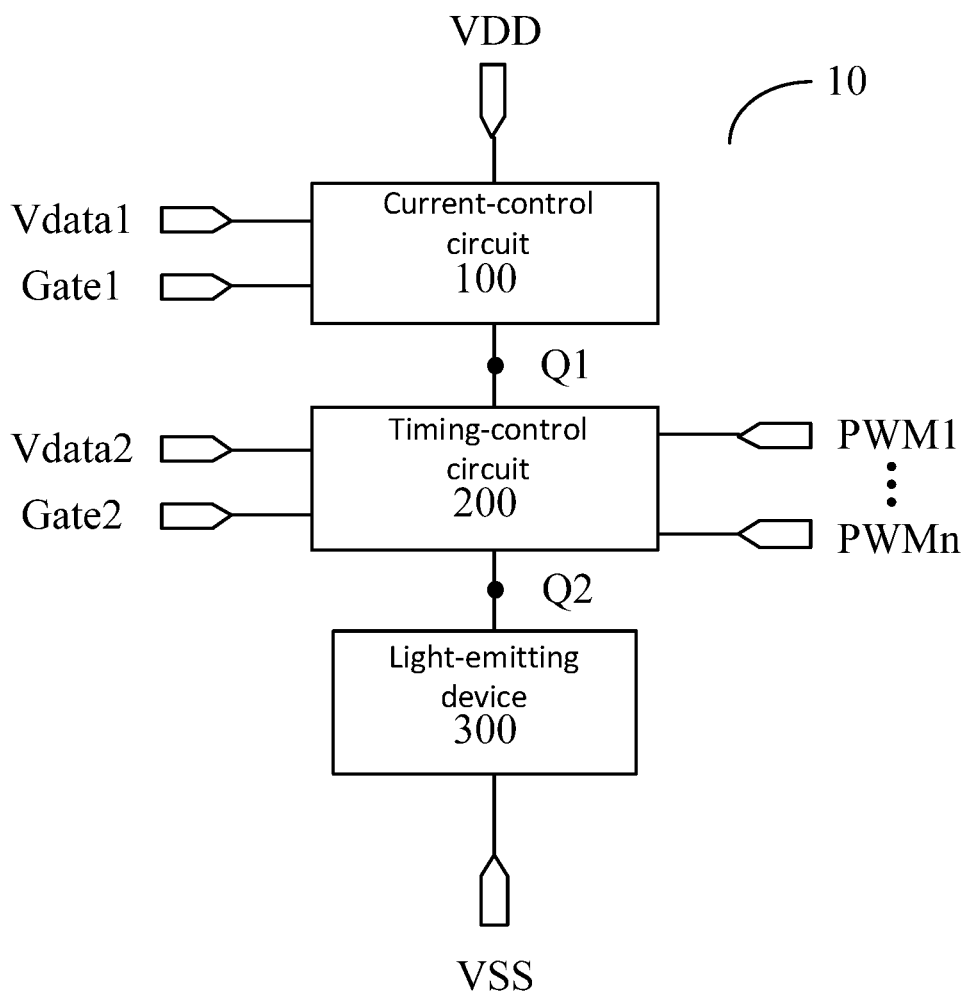 VDD
10
Vdata1
Gate1
Current-control
circuit
100
Q1
Vdata2
Gate2
Timing-control
circuit
200
PWM1
PWMn
Q2
Light-emitting
device
300
VSS